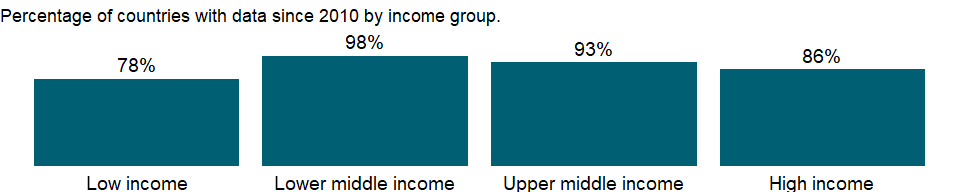 Percentage of countries with data since 2010 by income group.
78%
98%
93%
86%
Low income
Lower middle income
Upper middle income
High income